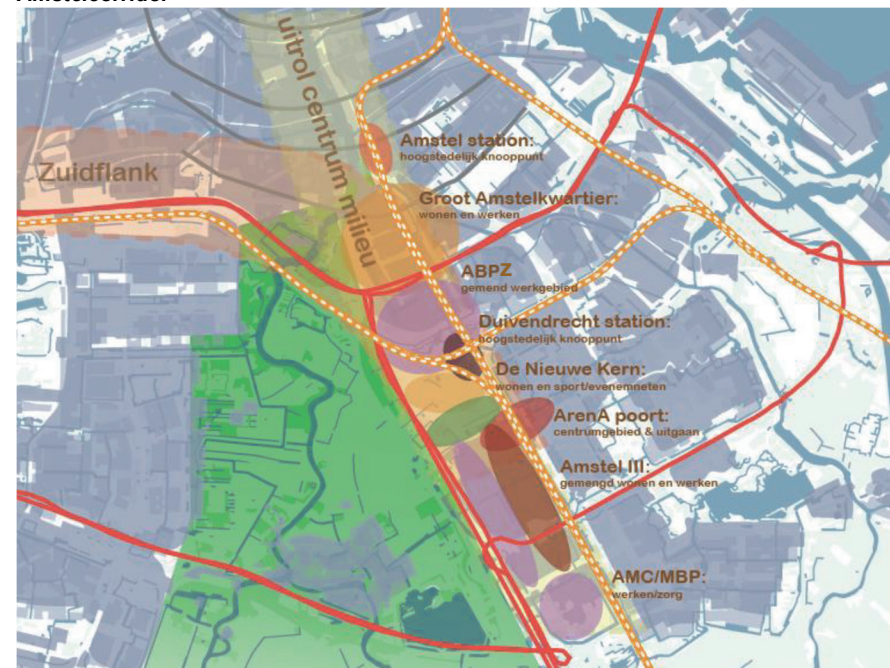 uitrol centrum milieu
Zuidflank
Amstel station:
hoogstedelijk knooppunt
Groot Amstelkwartier:
wonen en werken
ABPZ
gemend werkgebied
Duivendrecht station:
hoogstedelijk knooppunt
De Nieuwe Kern:
wonen en sport/evenemneten
ArenA poort:
centrumgebied & uitgaan
Amstel III:
gemengd wonen en werken
AMC/MBP:
werken/zorg